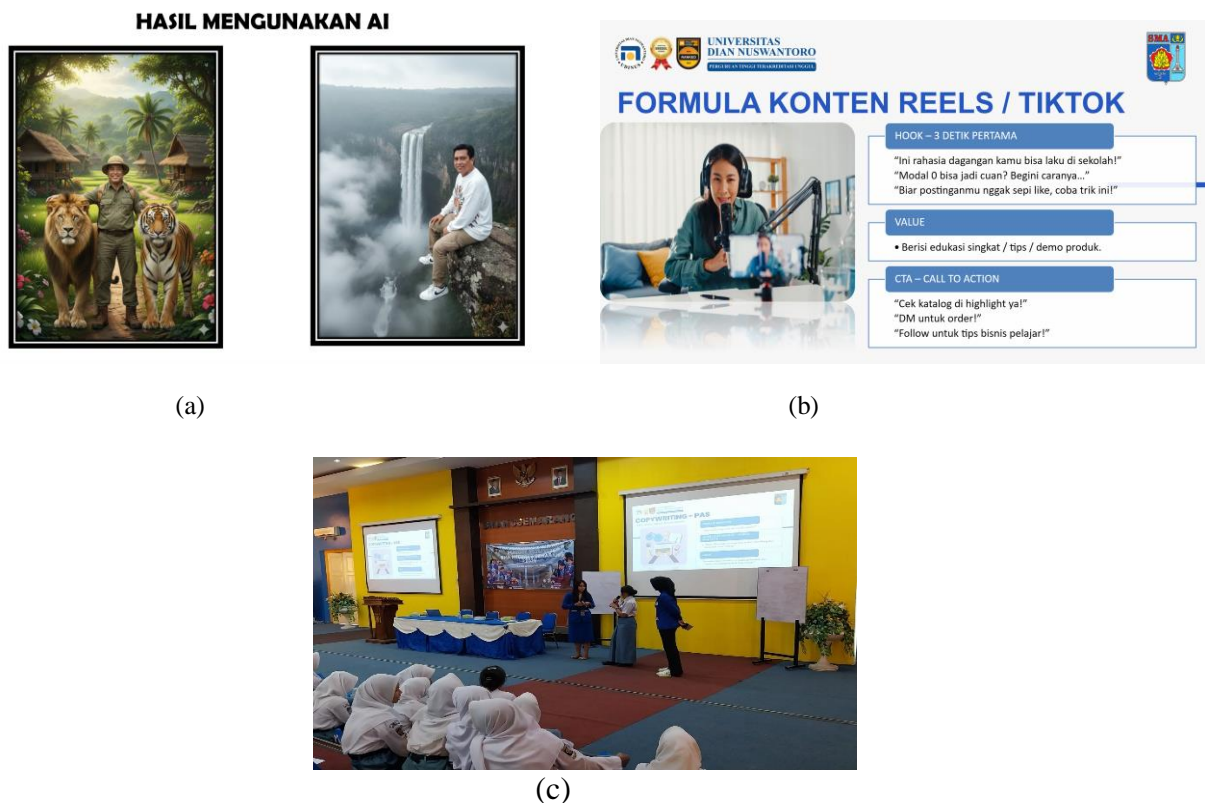 HASIL MENGUNAKAN AI
UNIVERSITAS
DIAN NUSWANTORO
PERGURUAN TINGGI TERAKREDITASI UNGGUL
SMA
FORMULA KONTEN REELS / TIKTOK
HOOK – 3 DETIK PERTAMA
“Ini rahasia dagangan kamu bisa laku di sekolah!”
“Modal 0 bisa jadi cuan? Begini caranya...”
“Biar postinganmu nggak sepi like, coba trik ini!”
VALUE
• Berisi edukasi singkat / tips / demo produk.
CTA – CALL TO ACTION
“Cek katalog di highlight ya!”
“DM untuk order!”
“Follow untuk tips bisnis pelajar!”
(a)
(b)
COPYWRITING - PAS
(c)